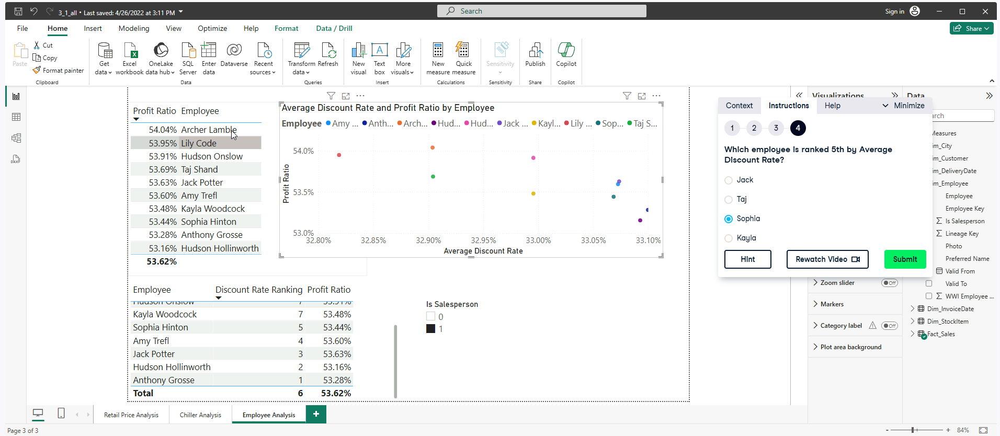 3_1_all • Last saved: 4/26/2022 at 3:11 PM
Search
Sign in
File Home Insert Modeling View Optimize Help Format Data / Drill
Share
Paste
Cut
Copy
Format painter
Clipboard
Get data
Excel workbook
OneLake data hub
SQL Server
Enter data
Dataverse
Recent sources
Data
Transform data
Refresh
Queries
New visual
Text box
More visuals
Insert
New measure
Quick measure
Calculations
Sensitivity
Sensitivity
Publish
Share
Copilot
Copilot
DAX
Profit Ratio Employee
54.04% Archer Lamble
53.95% Lily Code
53.91% Hudson Onslow
53.69% Taj Shand
53.63% Jack Potter
53.60% Amy Trefl
53.48% Kayla Woodcock
53.44% Sophia Hinton
53.28% Anthony Grosse
53.16% Hudson Hollinworth
53.62%
Average Discount Rate and Profit Ratio by Employee
Employee Amy ... Anth... Arch... Hud... Hud... Jack ... Kayl... Lily ... Sop... Taj S...
Profit Ratio
54.0%
53.5%
53.0%
32.80% 32.85% 32.90% 32.95% 33.00% 33.05% 33.10%
Average Discount Rate
Employee Discount Rate Ranking Profit Ratio
Hudson Onslow 7 53.91%
Kayla Woodcock 7 53.48%
Sophia Hinton 5 53.44%
Amy Trefl 4 53.60%
Jack Potter 3 53.63%
Hudson Hollinworth 2 53.16%
Anthony Grosse 1 53.28%
Total 6 53.62%
Is Salesperson
0
1
Visualizations
Data
Context Instructions Help Minimize
1 2 3 4
Which employee is ranked 5th by Average
Discount Rate?
Jack
Taj
Sophia
Kayla
Hint Rewatch Video Submit
Zoom slider Off
Markers
Category label Off
Plot area background
arch
Measures
im_City
im_Customer
im_DeliveryDate
im_Employee
Employee
Employee Key
Is Salesperson
Lineage Key
Photo
Preferred Name
Valid From
Valid To
WWI Employee ...
Dim_InvoiceDate
Dim_StockItem
Fact_Sales
Retail Price Analysis Chiller Analysis Employee Analysis +
Page 3 of 3
- + 84%